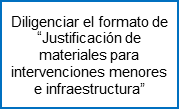 Diligenciar el formato de
“Justificación de
materiales para
intervenciones menores
e infraestructura”